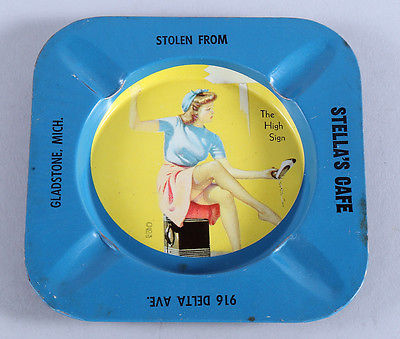 STOLEN FROM
STELLA'S CAFE
916 DELTA AVE.
GLADSTONE, MICH.
The
High
Sign